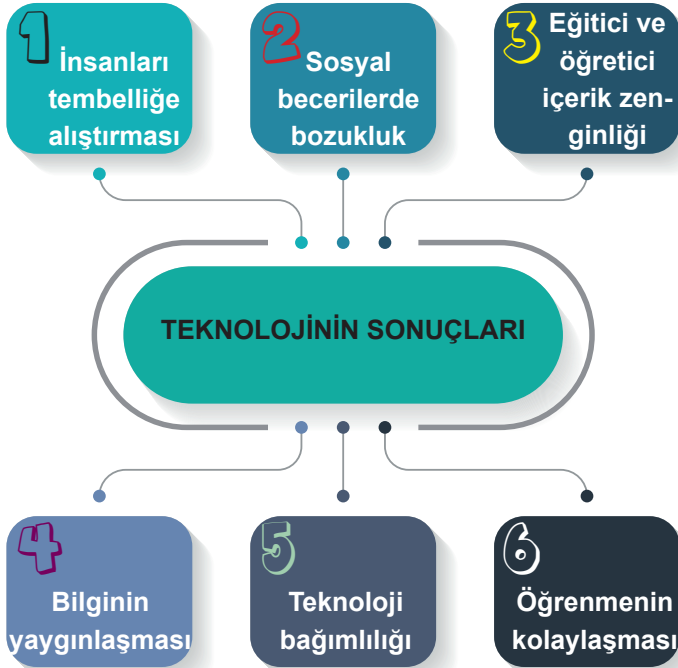 1
İnsanları
tembelliğe
alıştırması
2
Sosyal
becerilerde
bozukluk
3
Eğitici ve
öğretici
içerik zen-
ginliği
TEKNOLOJİNİN SONUÇLARI
4
Bilginin
yaygınlaşması
5
Teknoloji
bağımlılığı
6
Öğrenmenin
kolaylaşması